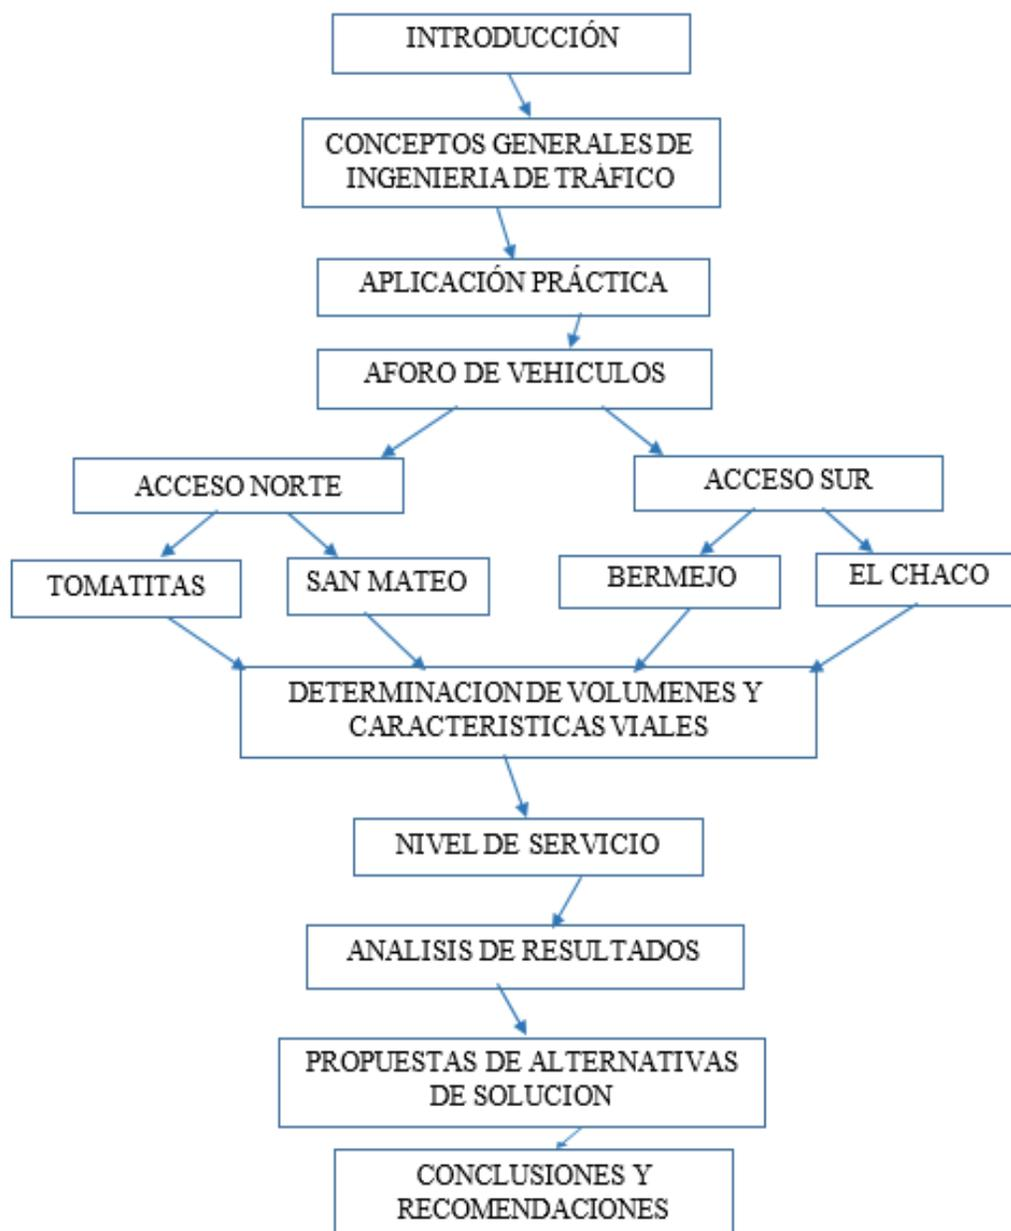 INTRODUCCIÓN
CONCEPTOS GENERALES DE
INGENIERIA DE TRÁFICO
APLICACIÓN PRÁCTICA
AFORO DE VEHICULOS
ACCESO NORTE
ACCESO SUR
TOMATITAS
SAN MATEO
BERMEJO
EL CHACO
DETERMINACION DE VOLUMENES Y
CARACTERISTICAS VIALES
NIVEL DE SERVICIO
ANALISIS DE RESULTADOS
PROPUESTAS DE ALTERNATIVAS
DE SOLUCION
CONCLUSIONES Y
RECOMENDACIONES